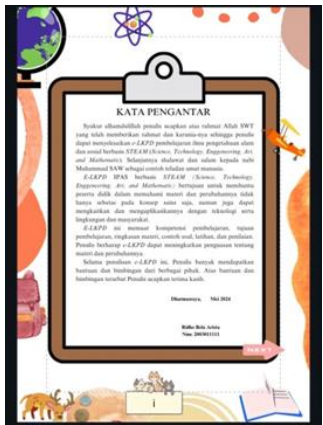 KATA PENGANTAR
Syukur alhamdulillah penulis ucapkan atas rahmat Allah SWT
yang telah memberikan rahmat dan karunia-nya sehingga penulis
dapat menyelesaikan e-LKPD pembelajaran ilmu pengetahuan alam
dan sosial berbasis STEAM (Science, Technology, Enggeneering, Art,
and Mathematic). Selanjutnya shalawat dan salam kepada nabi
Muhammad SAW sebagai contoh teladan umat manusia.
E-LKPD IPAS berbasis STEAM (Science, Technology,
Enggeneering, Art, and Mathematic) bertujuan untuk membantu
peserta didik dalam memahami materi dan perubahannya tidak
hanya sebatas pada konsep saja, namun juga dapat
mengkaitkan dan mengaplikasikannya dengan teknologi serta
lingkungan dan masyarakat.
E-LKPD ini memuat kompetensi pembelajaran, tujuan
pembelajaran, ringkasan materi, contoh soal, latihan, dan penilaian.
Penulis berharap e-LKPD dapat meningkatkan penguasaan tentang
materi dan perubahannya.
Selama penulisan e-LKPD ini, Penulis banyak mendapatkan
bantuan dan bimbingan dari berbagai pihak. Atas bantuan dan
bimbingan tersebut Penulis ucapkan terima kasih.
Dharmasraya, Mei 2024
Ridho Bela
NEXT
i